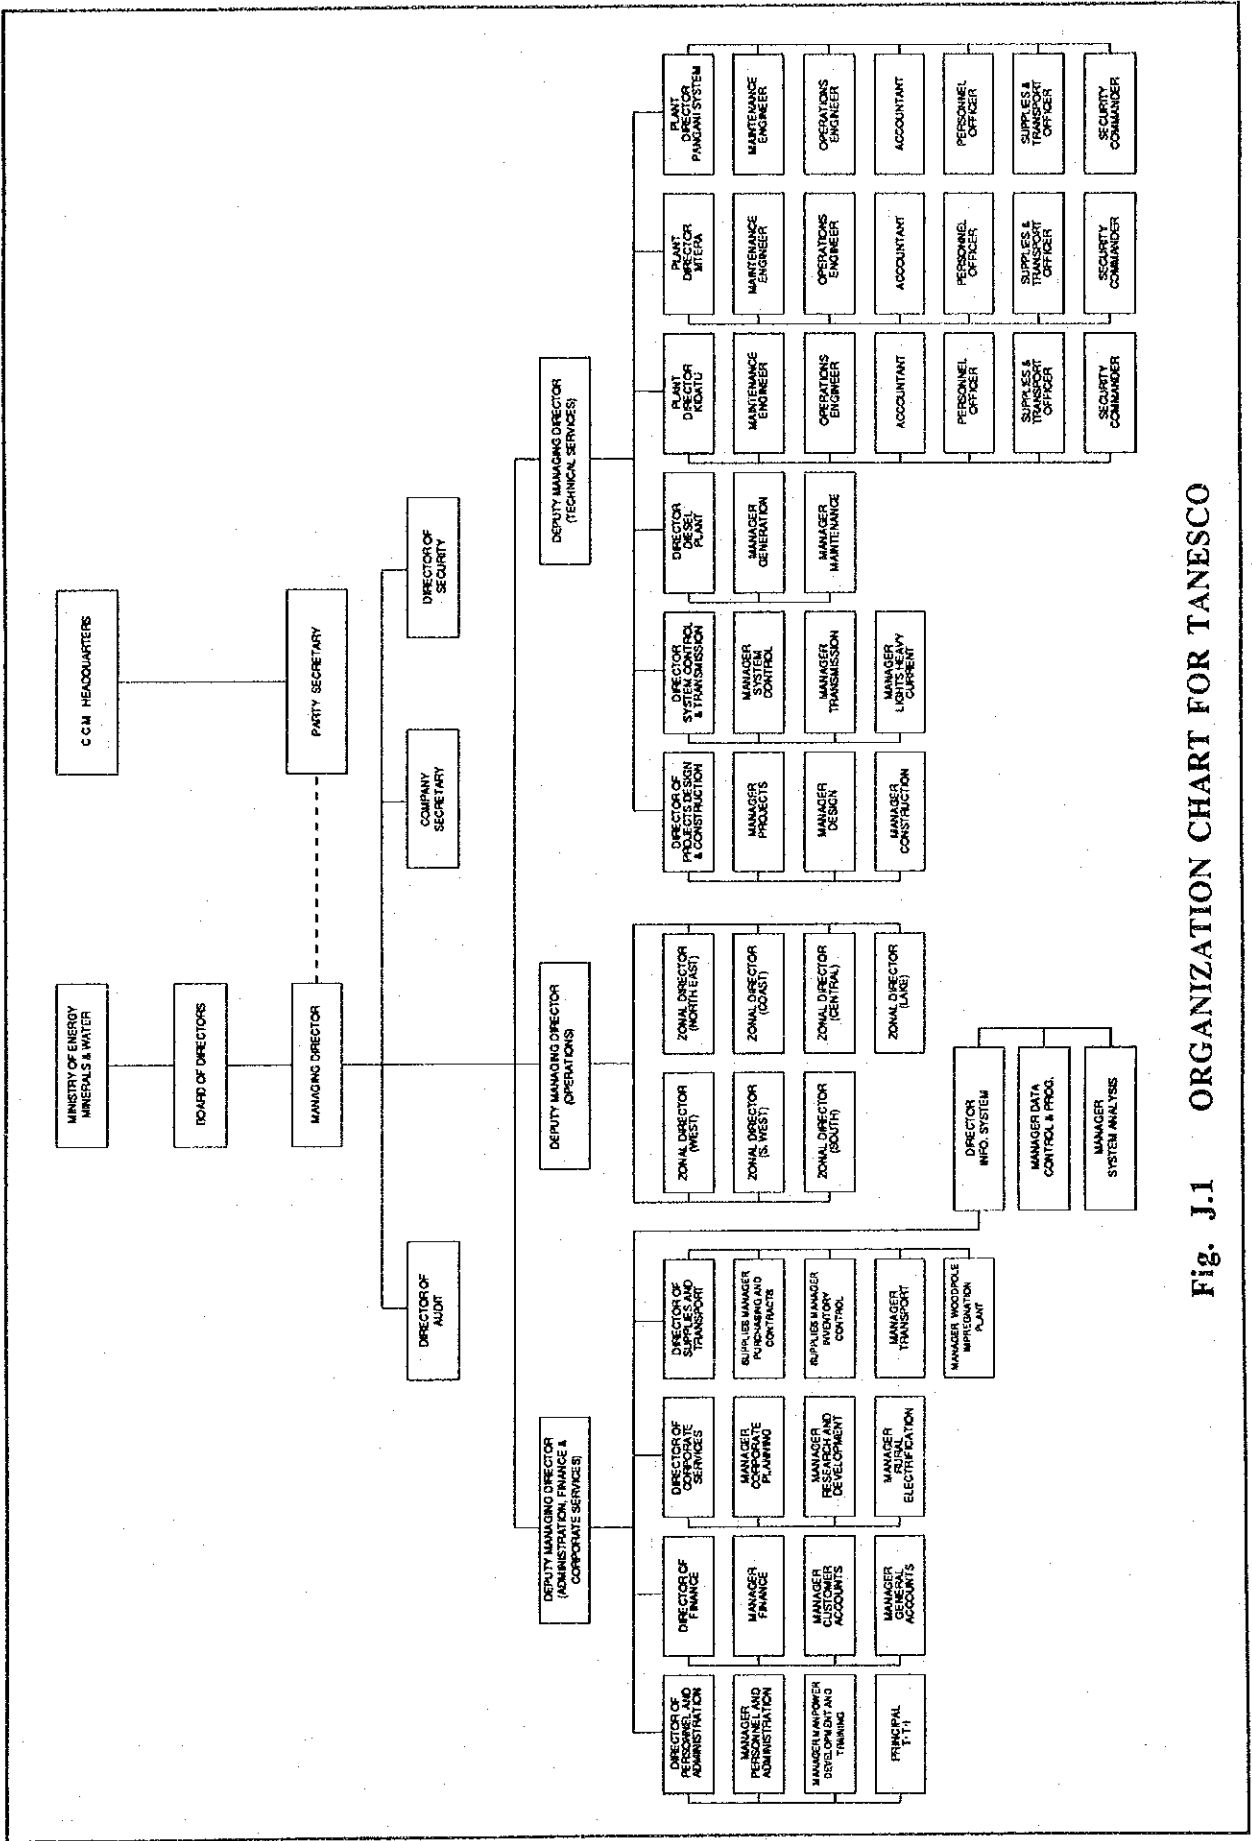 MINISTRY OF ENERGY
MINERALS & WATER
C C M HEADQUARTERS
BOARD OF DIRECTORS
MANAGING DIRECTOR
PARTY SECRETARY
DIRECTOR OF
AUDIT
COMPANY
SECRETARY
DIRECTOR OF
SECURITY
DEPUTY MANAGING DIRECTOR
(ADMINISTRATION, FINANCE &
CORPORATE SERVICES)
DEPUTY MANAGING DIRECTOR
(OPERATIONS)
DEPUTY MANAGING DIRECTOR
(TECHNICAL SERVICES)
DIRECTOR OF
PERSONNEL AND
ADMINISTRATION
MANAGER
PERSONNEL AND
ADMINISTRATION
MANAGER MANPOWER
DEVELOPMENT AND
TRAINING
PRINCIPAL
T T I
DIRECTOR OF
FINANCE
MANAGER
FINANCE
MANAGER
CUSTOMER
ACCOUNTS
MANAGER
GENERAL
ACCOUNTS
DIRECTOR OF
CORPORATE
SERVICES
MANAGER
CORPORATE
PLANNING
MANAGER
RESEARCH AND
DEVELOPMENT
MANAGER
RURAL
ELECTRIFICATION
DIRECTOR OF
SUPPLIES AND
TRANSPORT
SUPPLIES MANAGER
PURCHASING AND
CONTRACTS
SUPPLIES MANAGER
INVENTORY
CONTROL
MANAGER
TRANSPORT
MANAGER WOODPOLE
IMPREGNATION
PLANT
DIRECTOR
INFO. SYSTEM
MANAGER DATA
CONTROL & PROG.
MANAGER
SYSTEM ANALYSIS
ZONAL DIRECTOR
(WEST)
ZONAL DIRECTOR
(S. WEST)
ZONAL DIRECTOR
(SOUTH)
ZONAL DIRECTOR
(NORTH EAST)
ZONAL DIRECTOR
(COAST)
ZONAL DIRECTOR
(CENTRAL)
ZONAL DIRECTOR
(LAKE)
DIRECTOR OF
PROJECTS DESIGN
& CONSTRUCTION
MANAGER
PROJECTS
MANAGER
DESIGN
MANAGER
CONSTRUCTION
DIRECTOR
SYSTEM CONTROL
& TRANSMISSION
MANAGER
SYSTEM
CONTROL
MANAGER
TRANSMISSION
MANAGER
LIGHTS HEAVY
CURRENT
DIRECTOR
DIESEL
PLANT
MANAGER
GENERATION
MANAGER
MAINTENANCE
PLANT
DIRECTOR
KIDATU
MAINTENANCE
ENGINEER
OPERATIONS
ENGINEER
ACCOUNTANT
PERSONNEL
OFFICER
SUPPLIES &
TRANSPORT
OFFICER
SECURITY
COMMANDER
PLANT
DIRECTOR
MTERA
MAINTENANCE
ENGINEER
OPERATIONS
ENGINEER
ACCOUNTANT
PERSONNEL
OFFICER
SUPPLIES &
TRANSPORT
OFFICER
SECURITY
COMMANDER
PLANT
DIRECTOR
PANGANI SYSTEM
MAINTENANCE
ENGINEER
OPERATIONS
ENGINEER
ACCOUNTANT
PERSONNEL
OFFICER
SUPPLIES &
TRANSPORT
OFFICER
SECURITY
COMMANDER
Fig. J.1 ORGANIZATION CHART FOR TANESCO